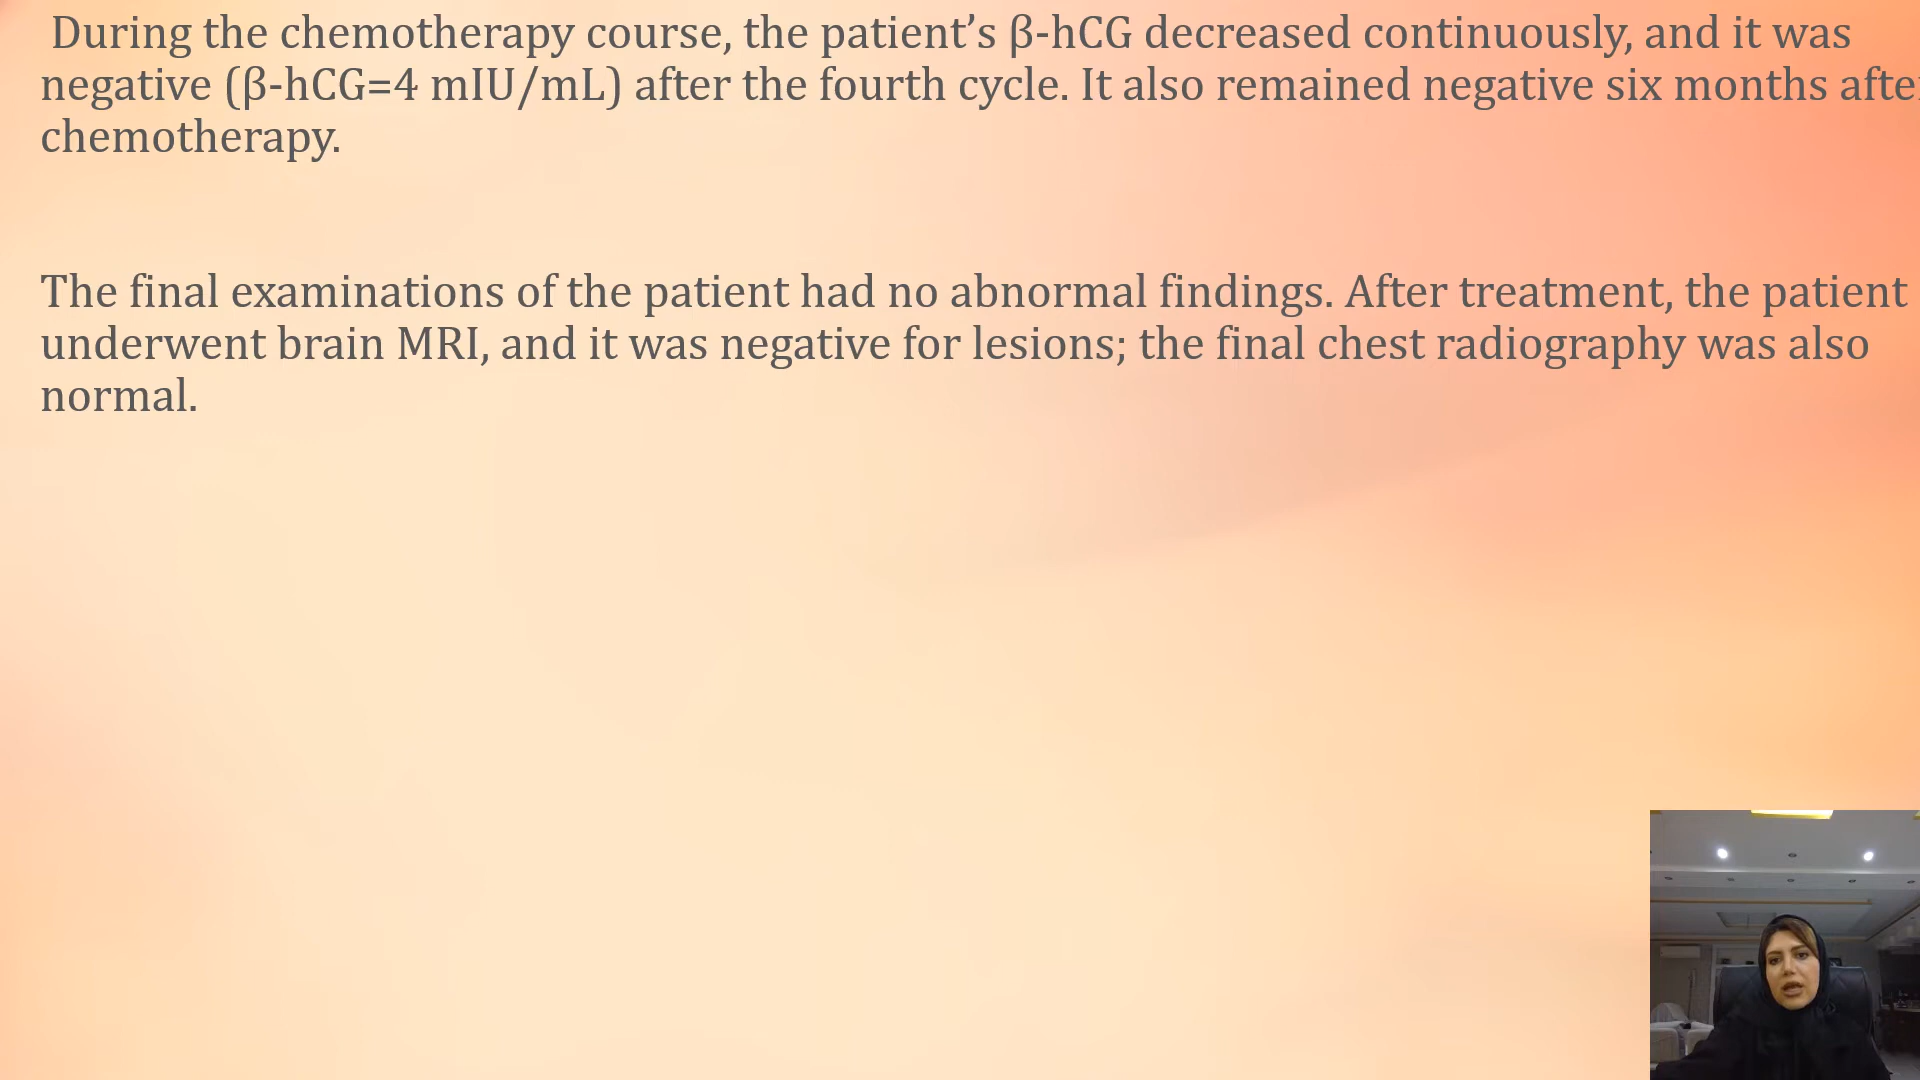 During the chemotherapy course, the patient’s β-hCG decreased continuously, and it was
negative (β-hCG=4 mIU/mL) after the fourth cycle. It also remained negative six months after
chemotherapy.
The final examinations of the patient had no abnormal findings. After treatment, the patient
underwent brain MRI, and it was negative for lesions; the final chest radiography was also
normal.